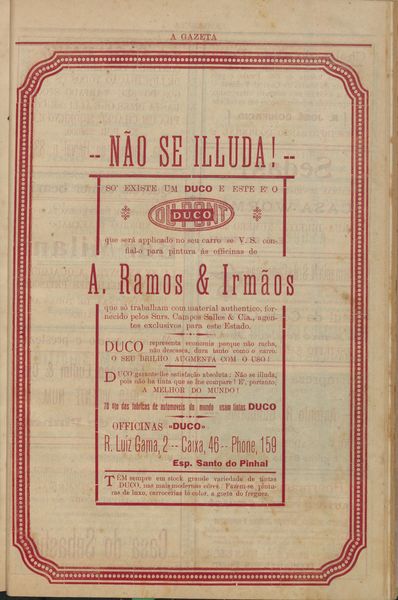 A GAZETA
-- NÃO SE ILLUDA! --
SO' EXISTE UM DUCO E ESTE E' O
DU PONT
DUCO
que será applicado no seu carro se V. S. con-
fial-o para pintura ás officinas de
A. Ramos & Irmãos
que só trabalham com material authentico, for-
necido pelos Snrs. Campos Salles & Cia., agen-
tes exclusivos para este Estado.
DUCO representa economia porque não racha,
não descasca, dura tanto como o carro.
O SEU BRILHO AUGMENTA COM O USO!
DUCO garante-lhe satisfação absoluta: Não se illuda,
pois não ha tinta que se lhe compare! E', portanto,
A MELHOR DO MUNDO!
70 o/o das fabricas de automoveis do mundo usam tintas DUCO
OFFICINAS «DUCO»
R. Luiz Gama, 2 -- Caixa, 46 -- Phone, 159
Esp. Santo do Pinhal
TÊM sempre em stock grande variedade de tintas
DUCO, nas mais modernas côres. Fazem-se pintu-
ras de luxo, carrocerias bi-color, a gosto do freguez.